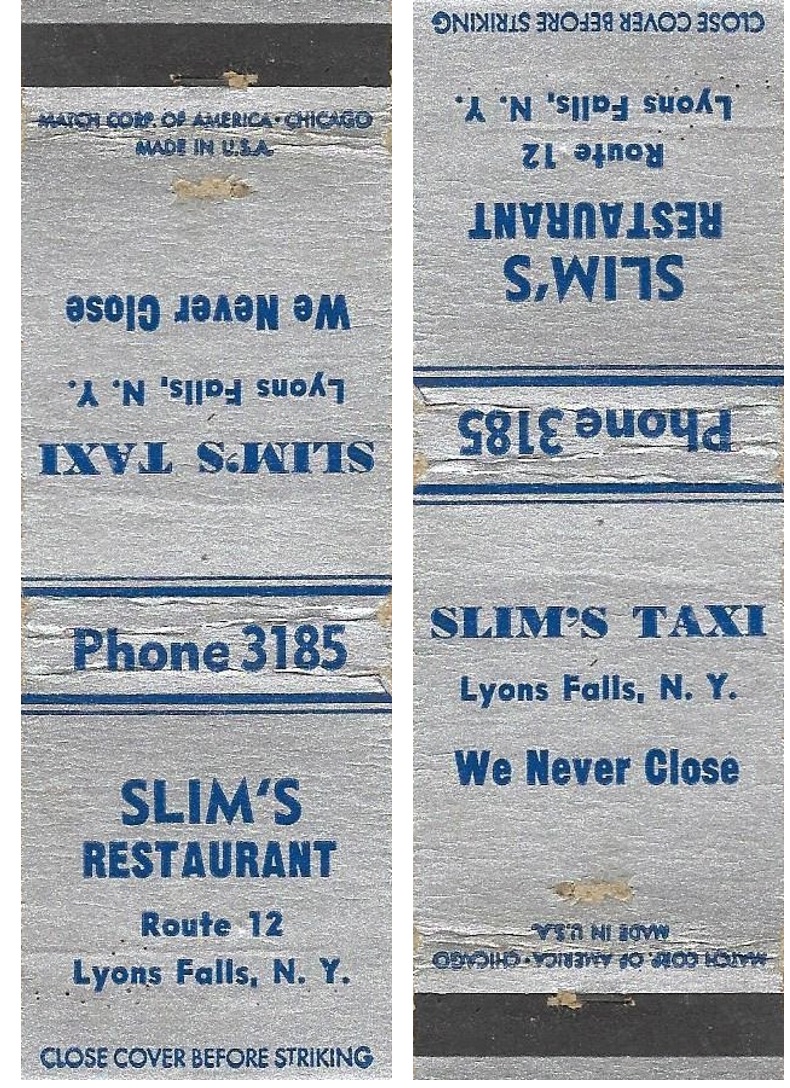 MATCH CORP. OF AMERICA · CHICAGO
MADE IN U.S.A.
We Never Close
Lyons Falls, N. Y.
SLIM'S TAXI
Phone 3185
SLIM'S
RESTAURANT
Route 12
Lyons Falls, N. Y.
CLOSE COVER BEFORE STRIKING
CLOSE COVER BEFORE STRIKING
Lyons Falls, N. Y.
Route 12
RESTAURANT
SLIM'S
Phone 3185
SLIM'S TAXI
Lyons Falls, N. Y.
We Never Close
MADE IN U.S.A.
MATCH CORP. OF AMERICA · CHICAGO